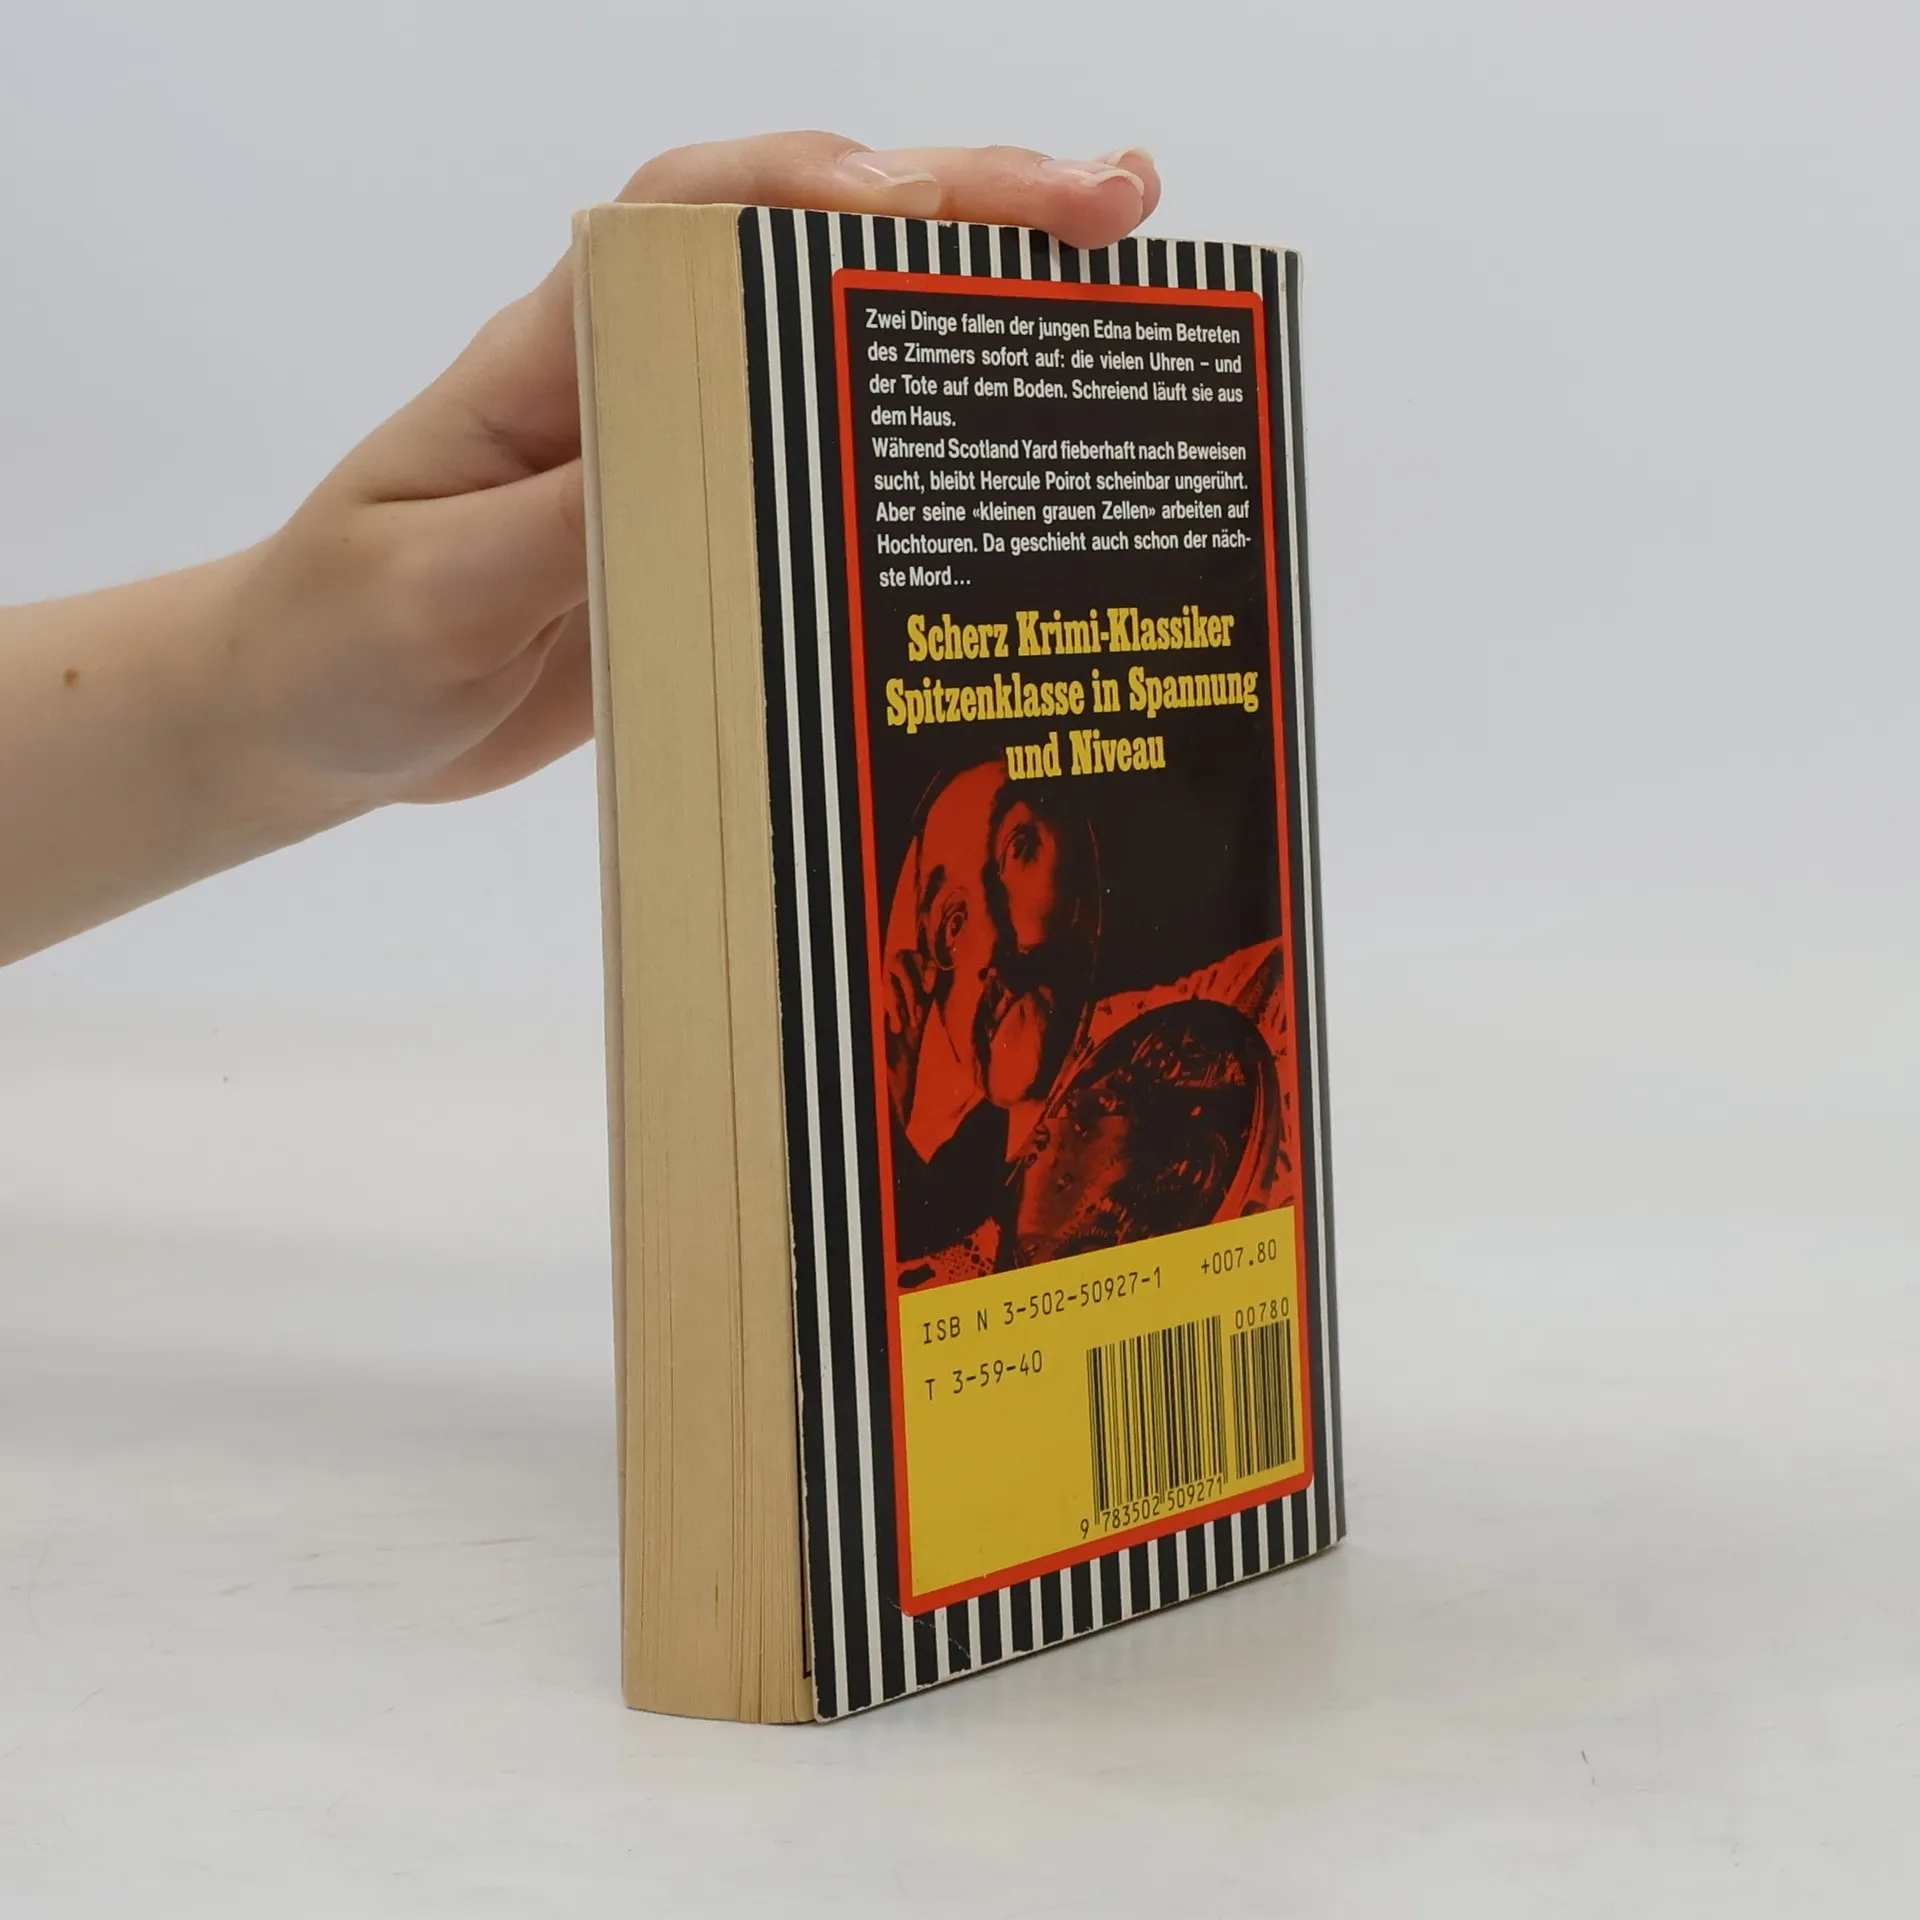 Zwei Dinge fallen der jungen Edna beim Betreten
des Zimmers sofort auf: die vielen Uhren – und
der Tote auf dem Boden. Schreiend läuft sie aus
dem Haus.
Während Scotland Yard fieberhaft nach Beweisen
sucht, bleibt Hercule Poirot scheinbar ungerührt.
Aber seine «kleinen grauen Zellen» arbeiten auf
Hochtouren. Da geschieht auch schon der näch-
ste Mord...
Scherz Krimi-Klassiker
Spitzenklasse in Spannung
und Niveau
ISB N 3-502-50927-1 +007.80
T 3-59-40
00780
9 783502 509271